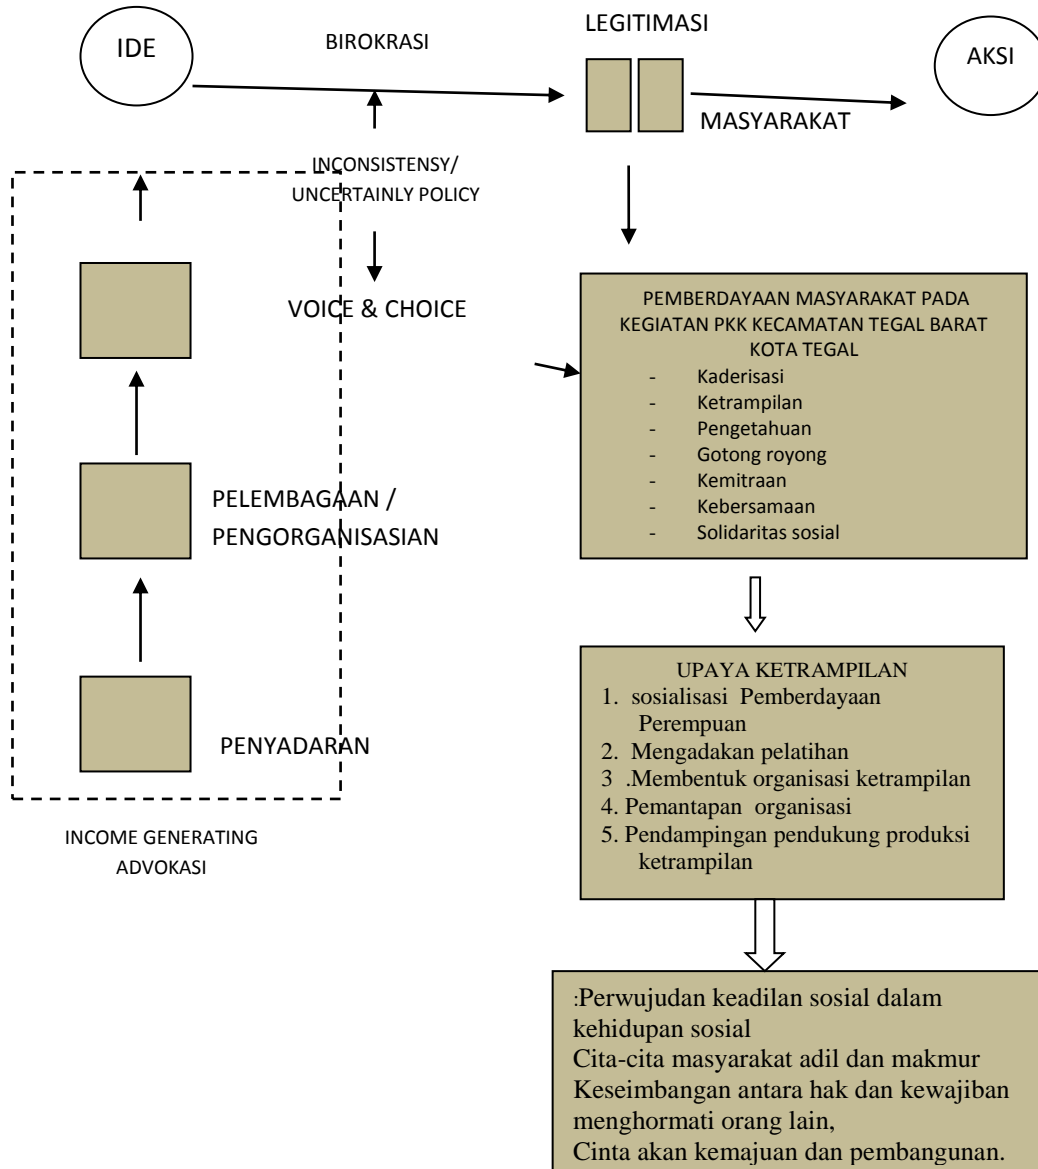 IDE
BIROKRASI
LEGITIMASI
AKSI
MASYARAKAT
INCONSISTENSY/
UNCERTAINLY POLICY
VOICE & CHOICE
PELEMBAGAAN /
PENGORGANISASIAN
PENYADARAN
INCOME GENERATING
ADVOKASI
PEMBERDAYAAN MASYARAKAT PADA
KEGIATAN PKK KECAMATAN TEGAL BARAT
KOTA TEGAL
- Kaderisasi
- Ketrampilan
- Pengetahuan
- Gotong royong
- Kemitraan
- Kebersamaan
- Solidaritas sosial
UPAYA KETRAMPILAN
1. sosialisasi Pemberdayaan
Perempuan
2. Mengadakan pelatihan
3 .Membentuk organisasi ketrampilan
4. Pemantapan organisasi
5. Pendampingan pendukung produksi
ketrampilan
:Perwujudan keadilan sosial dalam
kehidupan sosial
Cita-cita masyarakat adil dan makmur
Keseimbangan antara hak dan kewajiban
menghormati orang lain,
Cinta akan kemajuan dan pembangunan.